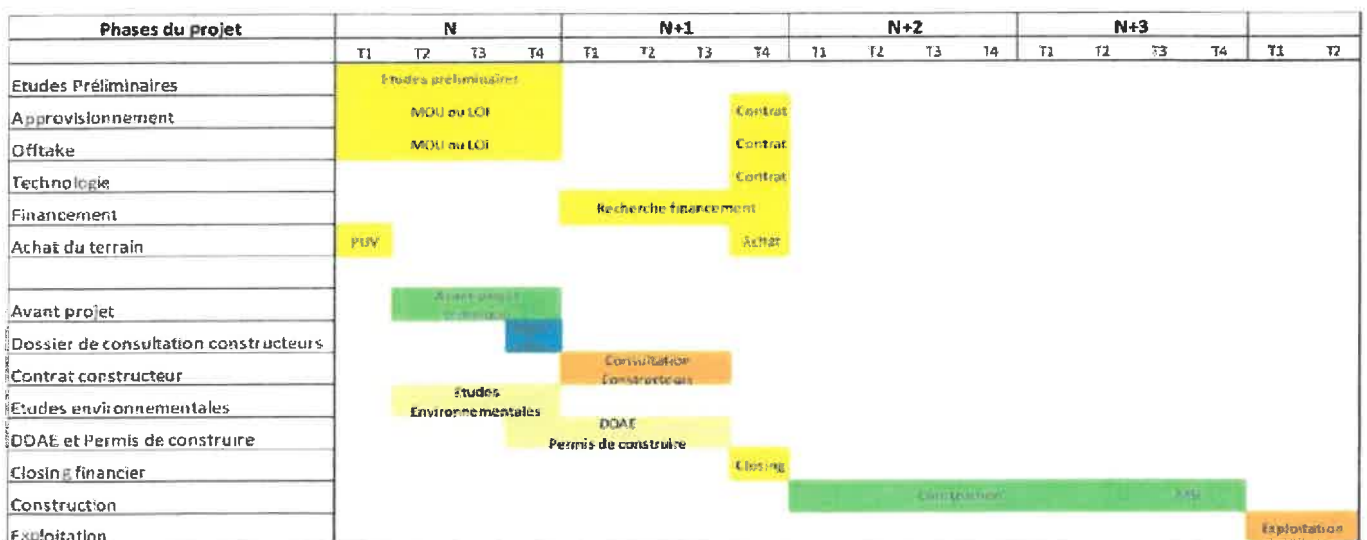 Phases du projet N N+1 N+2 N+3
T1 T2 T3 T4 T1 T2 T3 T4 T1 T2 T3 T4 T1 T2 T3 T4 T1 T2
Etudes Préliminaires Etudes préliminaires
Approvisionnement MOU ou LOI Contrat
Offtake MOU ou LOI Contrat
Technologie Contrat
Financement Recherche financement
Achat du terrain PUV Achat
Avant projet Avant projet
Dossier de consultation constructeurs
Contrat constructeur Consultation
Constructeurs
Etudes environnementales Etudes
Environnementales
DDAE et Permis de construire DDAE
Permis de construire
Closing financier Closing
Construction Construction
Exploitation Exploitation